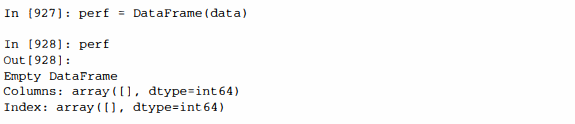 In [927]: perf = DataFrame(data)
In [928]: perf
Out[928]:
Empty DataFrame
Columns: array([], dtype=int64)
Index: array([], dtype=int64)